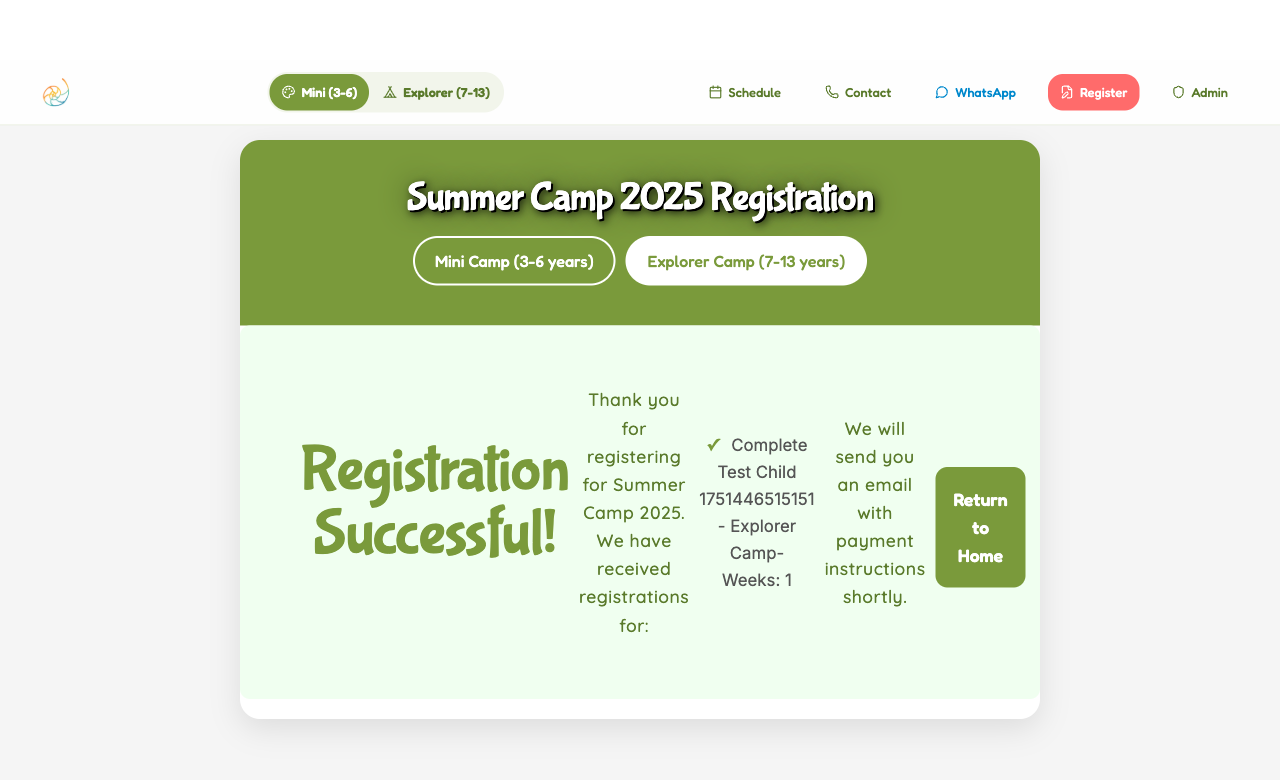 Mini (3-6)
Explorer (7-13)
Schedule
Contact
WhatsApp
Register
Admin
Summer Camp 2025 Registration
Mini Camp (3-6 years)
Explorer Camp (7-13 years)
Registration
Successful!
Thank you
for
registering
for Summer
Camp 2025.
We have
received
registrations
for:
✓ Complete
Test Child
1751446515151
- Explorer
Camp-
Weeks: 1
We will
send you
an email
with
payment
instructions
shortly.
Return
to
Home